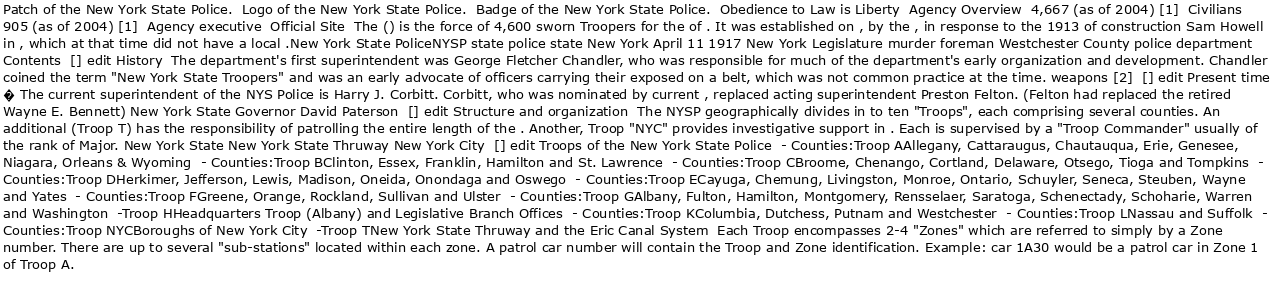 Patch of the New York State Police.  Logo of the New York State Police.  Badge of the New York State Police.  Obedience to Law is Liberty  Agency Overview  4,667 (as of 2004) [1]  Civilians
905 (as of 2004) [1]  Agency executive  Official Site  The () is the force of 4,600 sworn Troopers for the of . It was established on , by the , in response to the 1913 of construction Sam Howell
in , which at that time did not have a local .New York State PoliceNYSP state police state New York April 11 1917 New York Legislature murder foreman Westchester County police department
Contents  [] edit History  The department's first superintendent was George Fletcher Chandler, who was responsible for much of the department's early organization and development. Chandler
coined the term "New York State Troopers" and was an early advocate of officers carrying their exposed on a belt, which was not common practice at the time. weapons [2]  [] edit Present time
� The current superintendent of the NYS Police is Harry J. Corbitt. Corbitt, who was nominated by current , replaced acting superintendent Preston Felton. (Felton had replaced the retired
Wayne E. Bennett) New York State Governor David Paterson  [] edit Structure and organization  The NYSP geographically divides in to ten "Troops", each comprising several counties. An
additional (Troop T) has the responsibility of patrolling the entire length of the . Another, Troop "NYC" provides investigative support in . Each is supervised by a "Troop Commander" usually of
the rank of Major. New York State New York State Thruway New York City  [] edit Troops of the New York State Police  - Counties:Troop AAllegany, Cattaraugus, Chautauqua, Erie, Genesee,
Niagara, Orleans & Wyoming  - Counties:Troop BClinton, Essex, Franklin, Hamilton and St. Lawrence  - Counties:Troop CBroome, Chenango, Cortland, Delaware, Otsego, Tioga and Tompkins  -
Counties:Troop DHerkimer, Jefferson, Lewis, Madison, Oneida, Onondaga and Oswego  - Counties:Troop ECayuga, Chemung, Livingston, Monroe, Ontario, Schuyler, Seneca, Steuben, Wayne
and Yates  - Counties:Troop FGreene, Orange, Rockland, Sullivan and Ulster  - Counties:Troop GAlbany, Fulton, Hamilton, Montgomery, Rensselaer, Saratoga, Schenectady, Schoharie, Warren
and Washington  -Troop HHeadquarters Troop (Albany) and Legislative Branch Offices  - Counties:Troop KColumbia, Dutchess, Putnam and Westchester  - Counties:Troop LNassau and Suffolk  -
Counties:Troop NYCBoroughs of New York City  -Troop TNew York State Thruway and the Eric Canal System  Each Troop encompasses 2-4 "Zones" which are referred to simply by a Zone
number. There are up to several "sub-stations" located within each zone. A patrol car number will contain the Troop and Zone identification. Example: car 1A30 would be a patrol car in Zone 1
of Troop A.